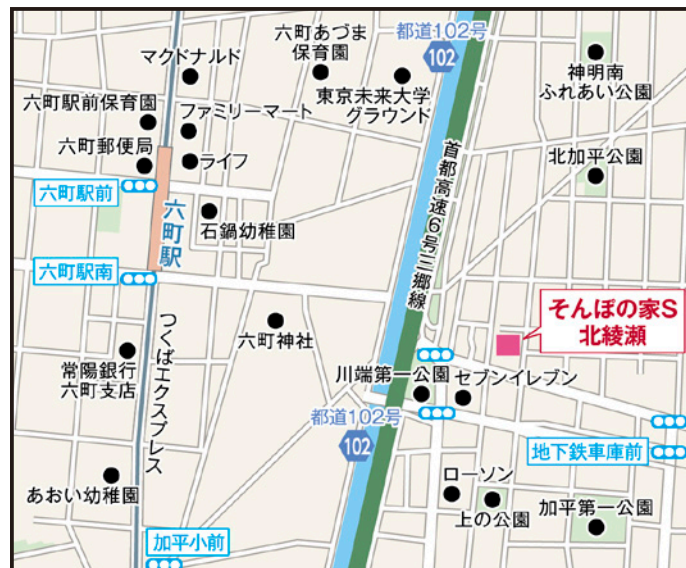 マクドナルド
六町あづま
保育園
都道102号
102
東京未来大学
グラウンド
神明南
ふれあい公園
六町駅前保育園
ファミリーマート
六町郵便局
ライフ
北加平公園
六町駅前
六町駅
石鍋幼稚園
首都高速6号三郷線
六町駅南
つくばエクスプレス
六町神社
そんぽの家S
北綾瀬
常陽銀行
六町支店
川端第一公園
セブンイレブン
都道102号
102
地下鉄車庫前
あおい幼稚園
ローソン
上の公園
加平第一公園
加平小前